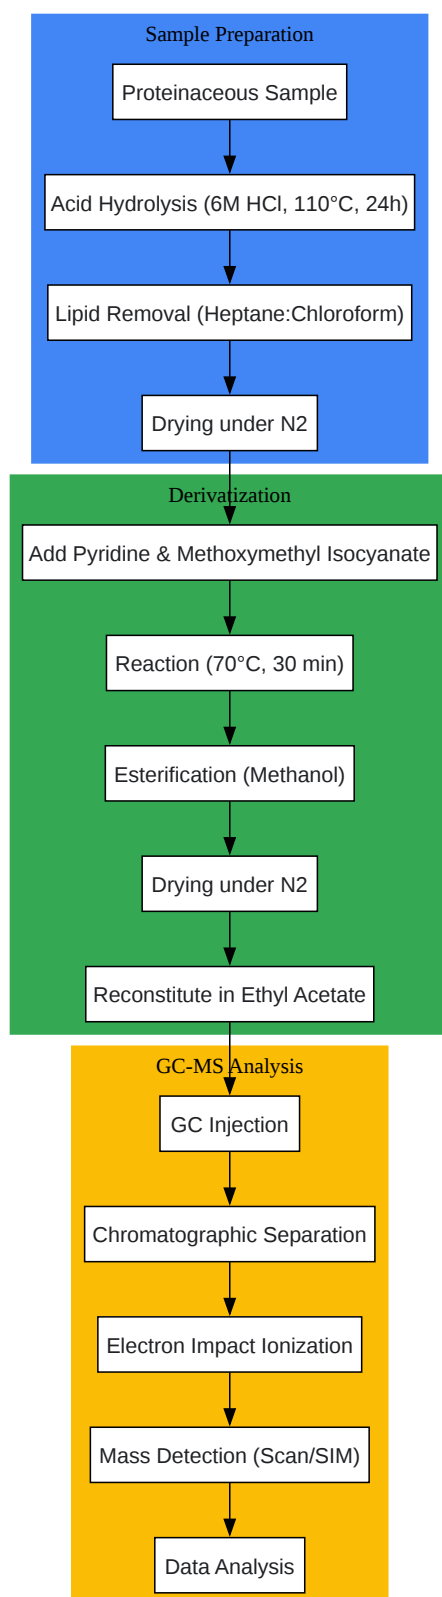 Sample Preparation
Proteinaceous Sample
Acid Hydrolysis (6M HCl, 110°C, 24h)
Lipid Removal (Heptane:Chloroform)
Drying under N2
Derivatization
Add Pyridine & Methoxymethyl Isocyanate
Reaction (70°C, 30 min)
Esterification (Methanol)
Drying under N2
Reconstitute in Ethyl Acetate
GC-MS Analysis
GC Injection
Chromatographic Separation
Electron Impact Ionization
Mass Detection (Scan/SIM)
Data Analysis